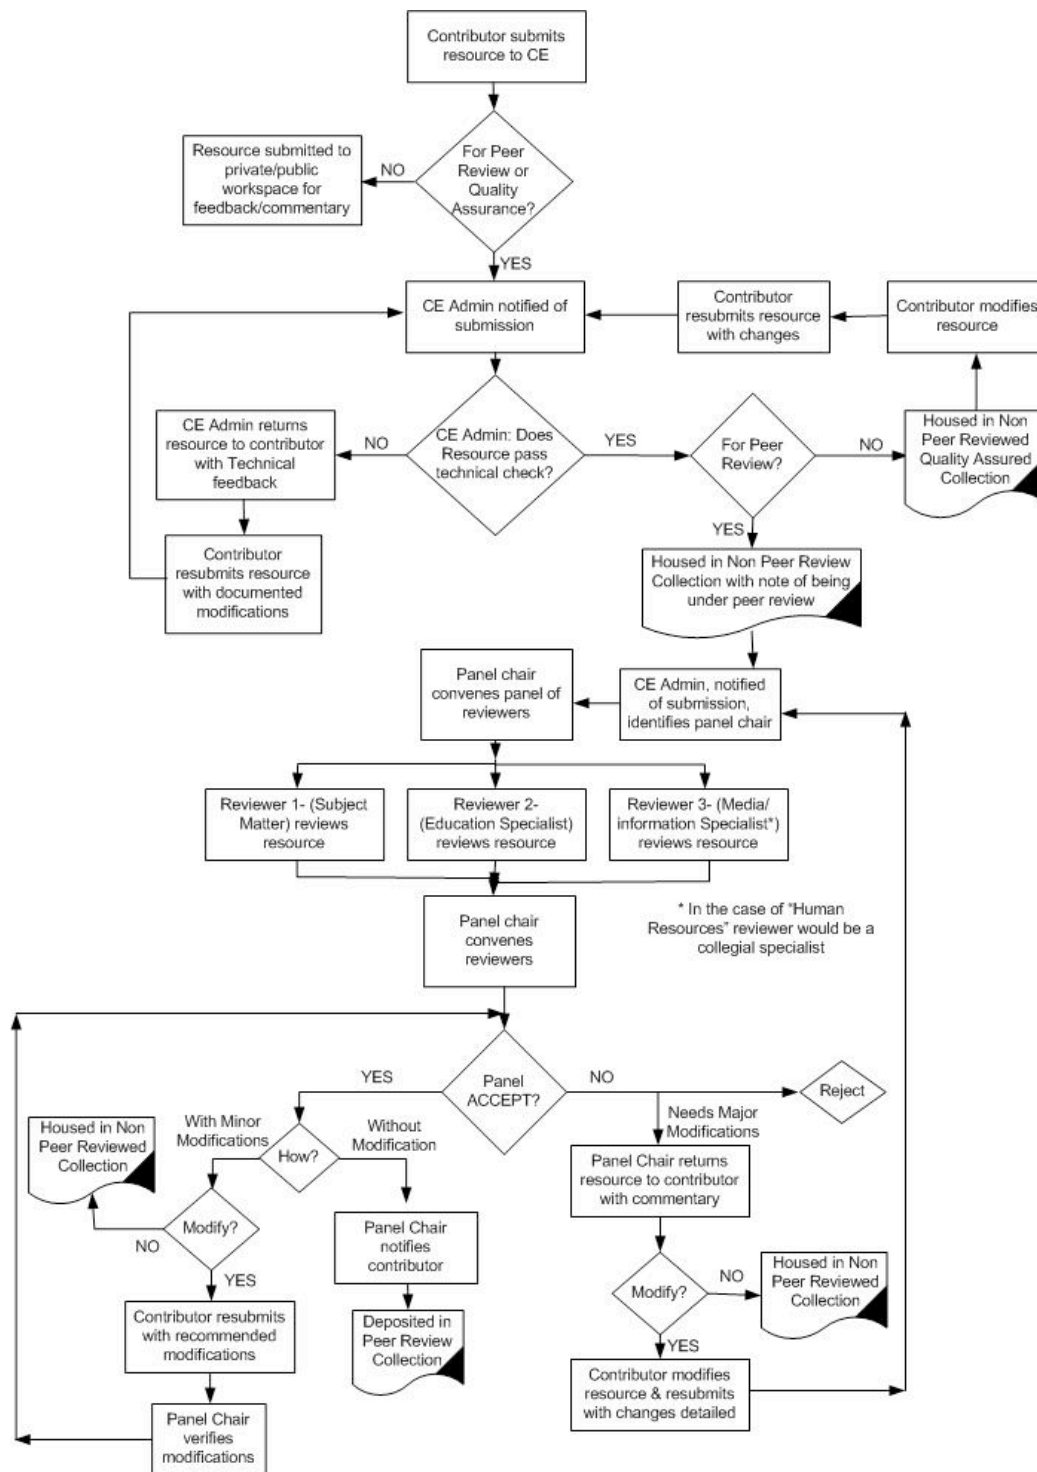 Contributor submits
resource to CE
For Peer
Review or
Quality
Assurance?
NO
Resource submitted to
private/public
workspace for
feedback/commentary
YES
CE Admin notified of
submission
Contributor
resubmits resource
with changes
Contributor modifies
resource
CE Admin returns
resource to contributor
with Technical
feedback
NO
CE Admin: Does
Resource pass
technical check?
YES
For Peer
Review?
NO
Housed in Non
Peer Reviewed
Quality Assured
Collection
YES
Contributor
resubmits resource
with documented
modifications
Housed in Non Peer Review
Collection with note of being
under peer review
Panel chair
convenes panel of
reviewers
CE Admin, notified
of submission,
identifies panel chair
Reviewer 1- (Subject
Matter) reviews
resource
Reviewer 2-
(Education Specialist)
reviews resource
Reviewer 3- (Media/
information Specialist*)
reviews resource
Panel chair
convenes
reviewers
* In the case of “Human
Resources” reviewer would be a
collegial specialist
Panel
ACCEPT?
YES
NO
Reject
With Minor
Modifications
How?
Without
Modification
Needs Major
Modifications
Housed in Non
Peer Reviewed
Collection
Panel Chair returns
resource to contributor
with commentary
Modify?
NO
YES
Panel Chair
notifies
contributor
Modify?
NO
Housed in Non
Peer Reviewed
Collection
YES
Contributor resubmits
with recommended
modifications
Deposited in
Peer Review
Collection
Contributor modifies
resource & resubmits
with changes detailed
Panel Chair
verifies
modifications